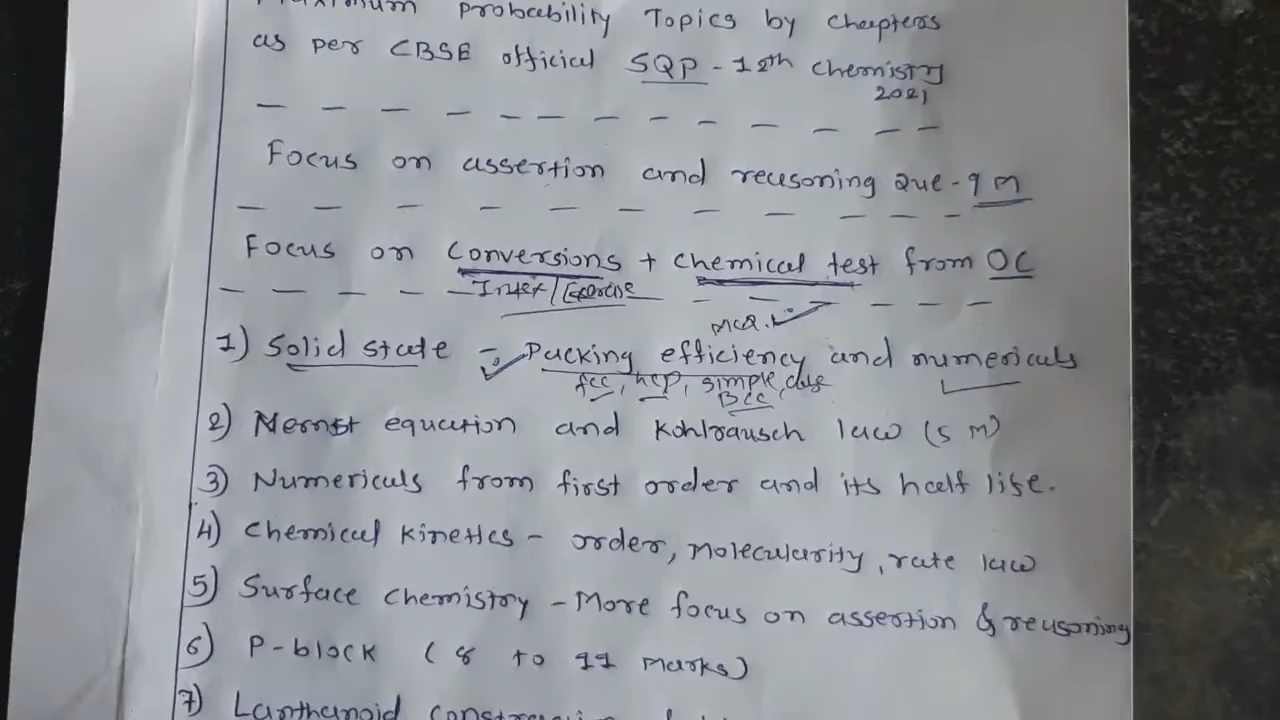 Maximum Probability Topics by Chapters
as per CBSE official SQP - 12th Chemistry
2021
Focus on assertion and reasoning Que - 9 M
Focus on Conversions + Chemical test from OC
Intext / Exercise
MCQ.
1) Solid state - Packing efficiency and numericals
fcc, hcp, simple,
BCC
2) Nernst equation and Kohlrausch law (5 M)
3) Numericals from first order and its half life.
4) Chemical Kinetics - order, Molecularity, rate law
5) Surface Chemistry - More focus on assertion & reasoning
6) P-block (8 to 11 Marks)
7) Lanthanoid